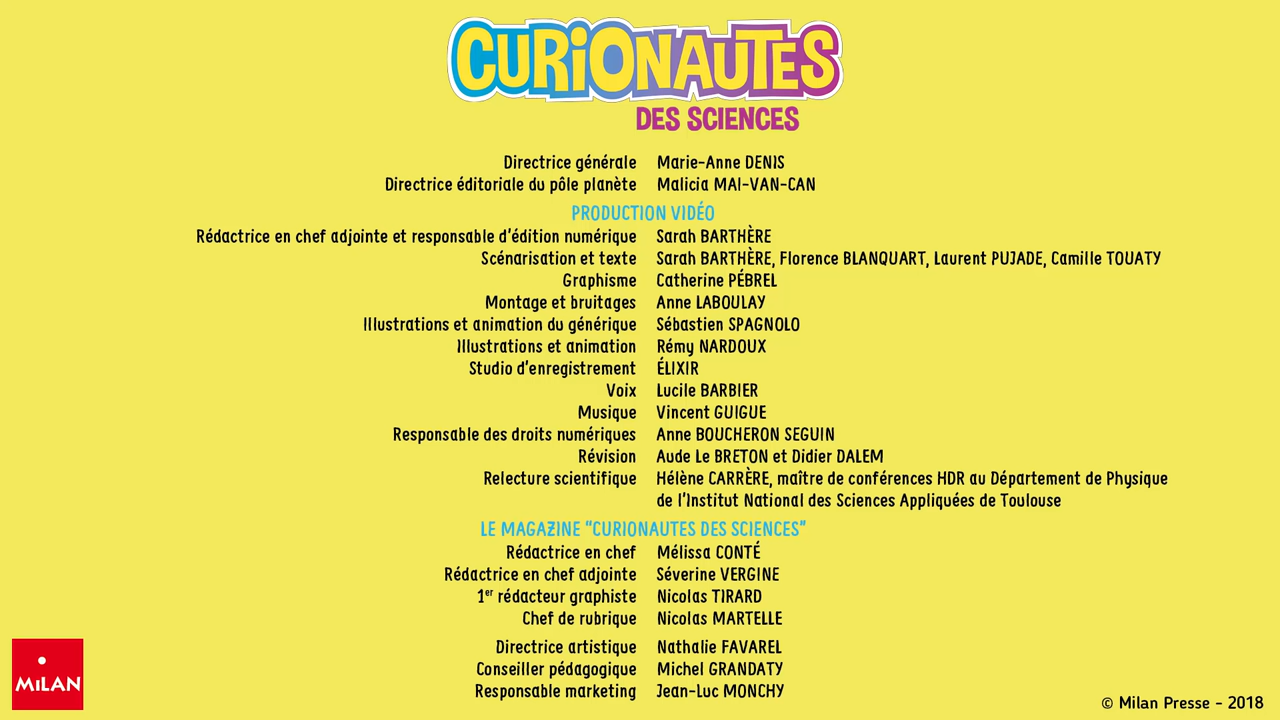 CURiONAUTES
DES SCIENCES
Directrice générale Marie-Anne DENIS
Directrice éditoriale du pôle planète Malicia MAI-VAN-CAN
PRODUCTION VIDÉO
Rédactrice en chef adjointe et responsable d'édition numérique Sarah BARTHÈRE
Scénarisation et texte Sarah BARTHÈRE, Florence BLANQUART, Laurent PUJADE, Camille TOUATY
Graphisme Catherine PÉBREL
Montage et bruitages Anne LABOULAY
Illustrations et animation du générique Sébastien SPAGNOLO
Illustrations et animation Rémy NARDOUX
Studio d'enregistrement ÉLIXIR
Voix Lucile BARBIER
Musique Vincent GUIGUE
Responsable des droits numériques Anne BOUCHERON SEGUIN
Révision Aude Le BRETON et Didier DALEM
Relecture scientifique Hélène CARRÈRE, maître de conférences HDR au Département de Physique
de l'Institut National des Sciences Appliquées de Toulouse
LE MAGAZINE "CURIONAUTES DES SCIENCES"
Rédactrice en chef Mélissa CONTÉ
Rédactrice en chef adjointe Séverine VERGINE
1er rédacteur graphiste Nicolas TIRARD
Chef de rubrique Nicolas MARTELLE
Directrice artistique Nathalie FAVAREL
Conseiller pédagogique Michel GRANDATY
Responsable marketing Jean-Luc MONCHY
MiLAN
© Milan Presse - 2018